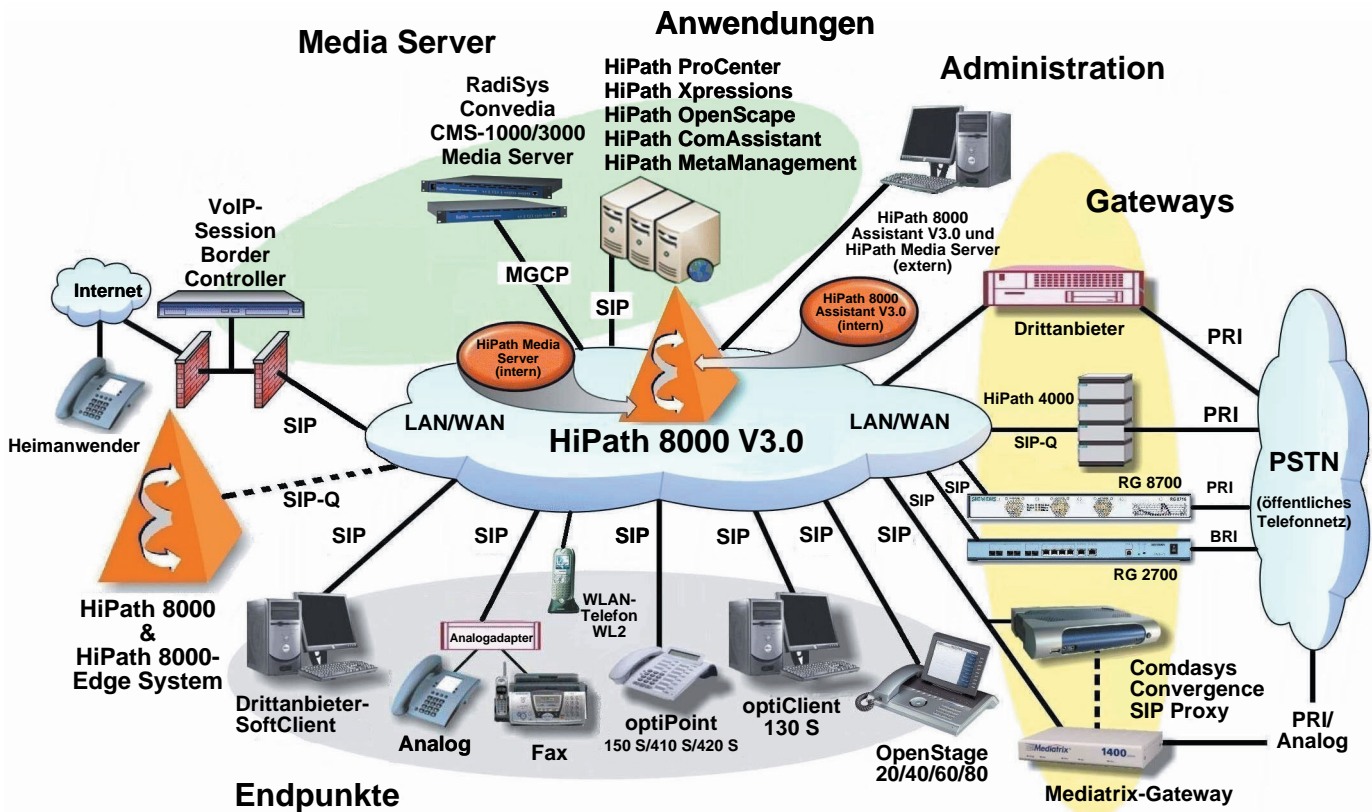 Anwendungen
Media Server
HiPath ProCenter
HiPath Xpressions
HiPath OpenScape
HiPath ComAssistant
HiPath MetaManagement
Administration
RadiSys
Convedia
CMS-1000/3000
Media Server
VoIP-
Session
Border
Controller
HiPath 8000
Assistant V3.0 und
HiPath Media Server
(extern)
Gateways
Internet
MGCP
SIP
HiPath 8000
Assistant V3.0
(intern)
Drittanbieter
PRI
HiPath Media
Server
(intern)
HiPath 4000
PRI
SIP-Q
Heimanwender
SIP
LAN/WAN
HiPath 8000 V3.0
LAN/WAN
PSTN
(öffentliches
Telefonnetz)
RG 8700
PRI
SIEMENS
RG 8716
SIP-Q
SIP
SIP
SIP
SIP
SIP
SIP
SIP
SIP
BRI
RG 2700
HiPath 8000
&
HiPath 8000-
Edge System
WLAN-
Telefon
WL2
Analogadapter
Drittanbieter-
SoftClient
Analog
Fax
optiPoint
150 S/410 S/420 S
optiClient
130 S
OpenStage
20/40/60/80
Comdasys
Convergence
SIP Proxy
PRI/
Analog
Mediatrix
1400
Mediatrix-Gateway
Endpunkte